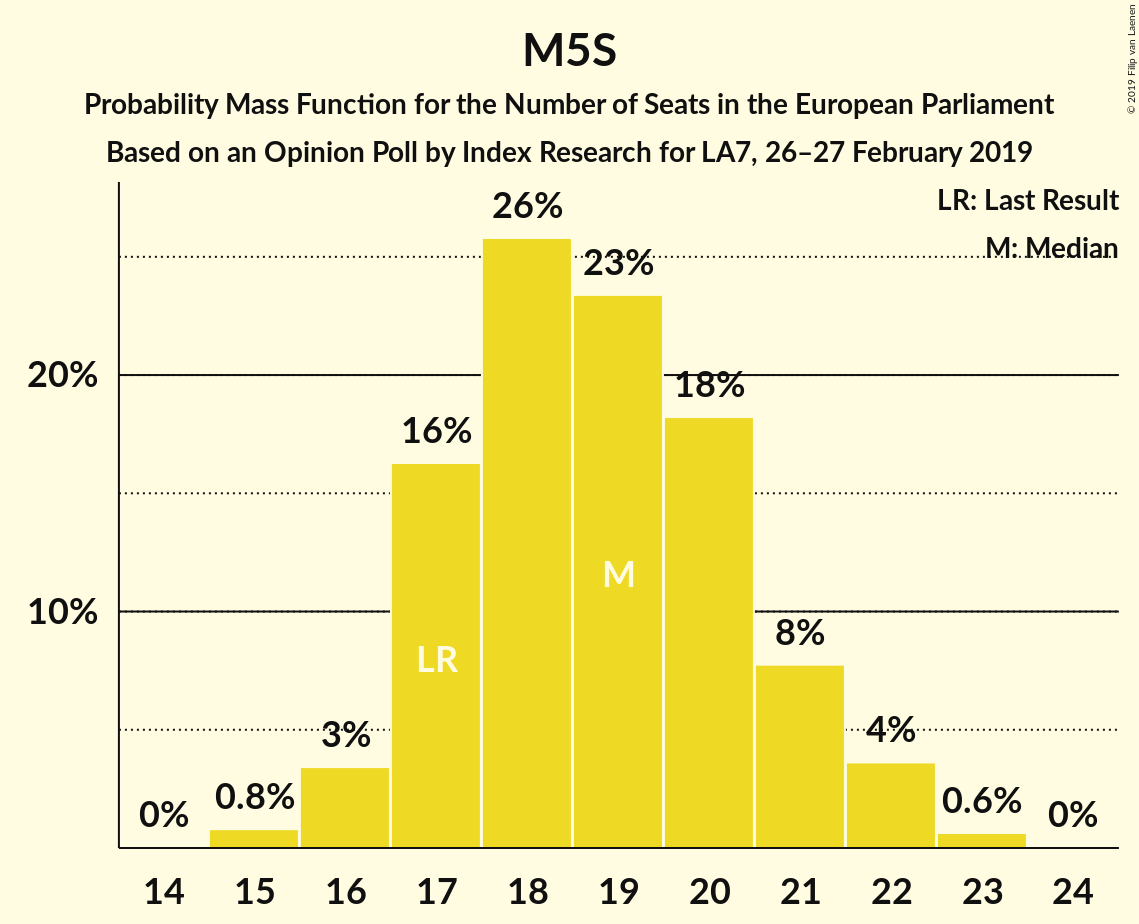 M5S
Probability Mass Function for the Number of Seats in the European Parliament
Based on an Opinion Poll by Index Research for LA7, 26–27 February 2019
© 2019 Filip van Laenen
LR: Last Result
M: Median
26%
23%
20%
18%
16%
M
10%
8%
LR
3%
4%
0%
0.8%
0.6%
0%
14 15 16 17 18 19 20 21 22 23 24